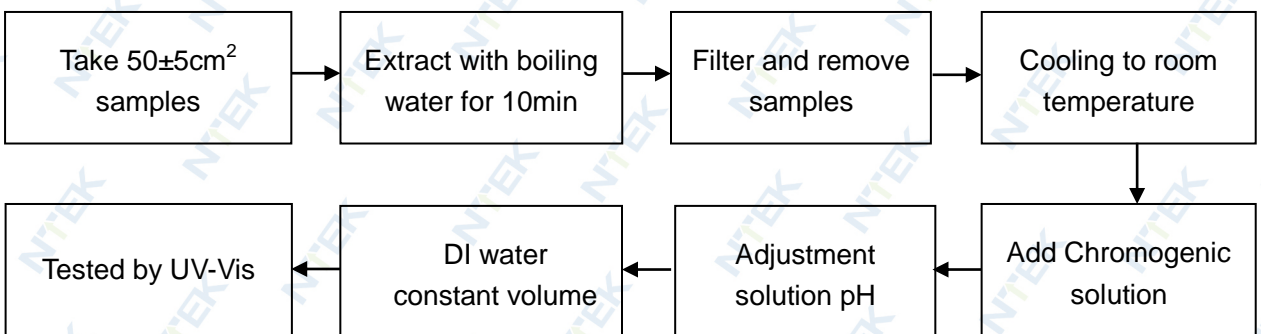 Take 50±5cm²
samples
Extract with boiling
water for 10min
Filter and remove
samples
Cooling to room
temperature
Add Chromogenic
solution
Adjustment
solution pH
DI water
constant volume
Tested by UV-Vis
NTEK